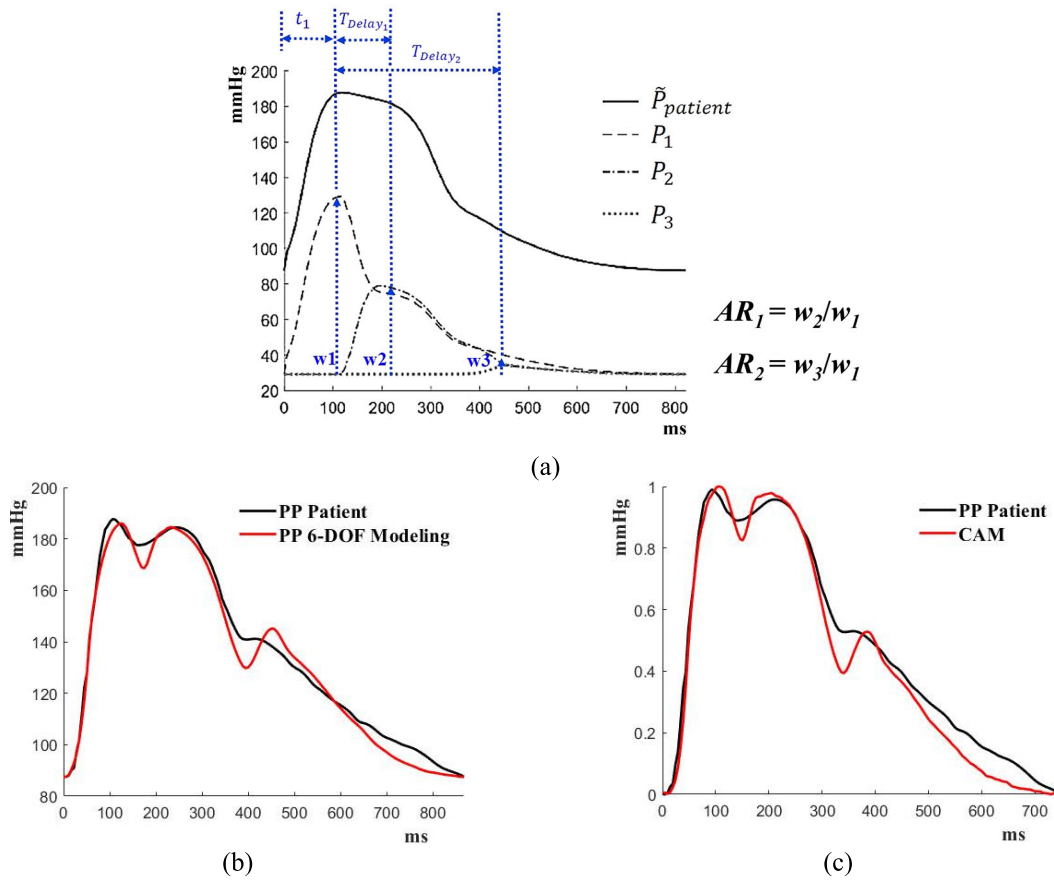 t₁ T_Delay₁
T_Delay₂
mmHg
200
180
160
140
120
100
80
60
40
20
P̃_patient
P₁
P₂
P₃
w1 w2 w3
0 100 200 300 400 500 600 700 800
ms
AR₁ = w₂/w₁
AR₂ = w₃/w₁
(a)
mmHg
200
180
160
140
120
100
80
PP Patient
PP 6-DOF Modeling
0 100 200 300 400 500 600 700 800
ms
(b)
mmHg
1
0.8
0.6
0.4
0.2
0
PP Patient
CAM
0 100 200 300 400 500 600 700
ms
(c)